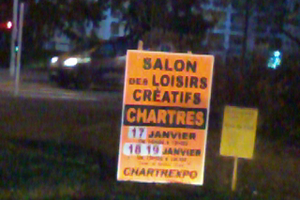 SALON
DES LOISIRS
CRÉATIFS
CHARTRES
17 JANVIER
18 19 JANVIER
CHARTREXPO